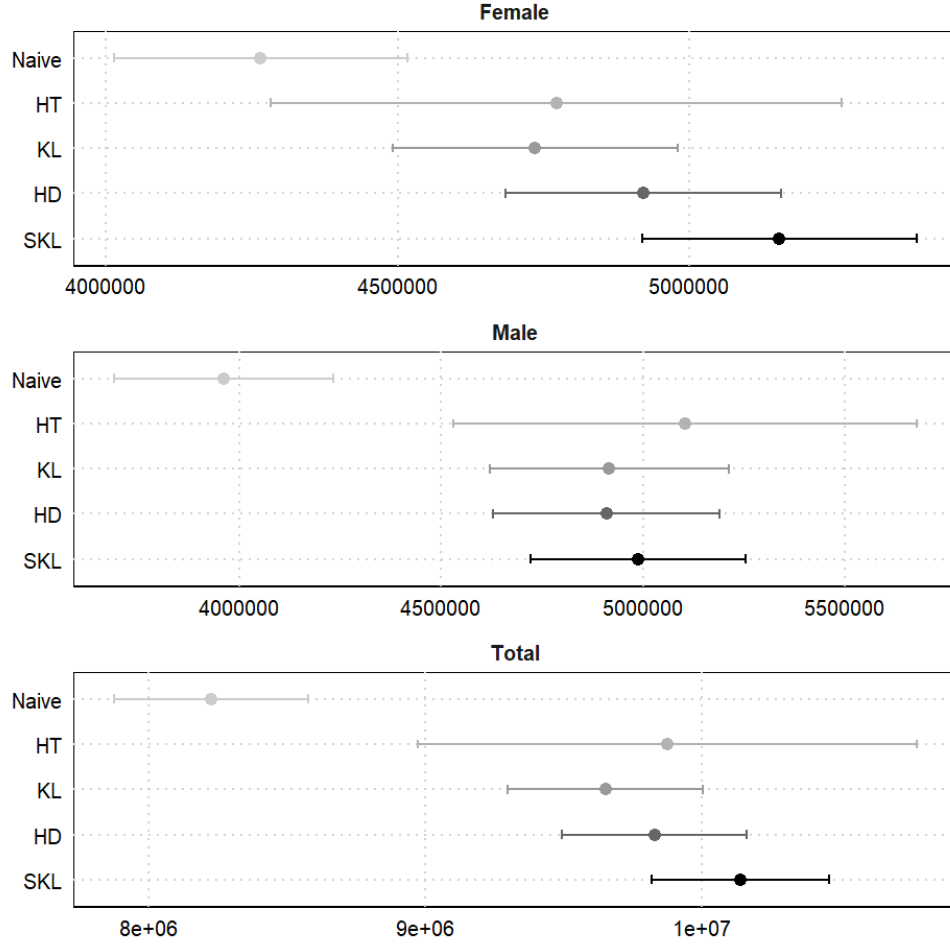 Female
Naive
HT
KL
HD
SKL
4000000 4500000 5000000
Male
Naive
HT
KL
HD
SKL
4000000 4500000 5000000 5500000
Total
Naive
HT
KL
HD
SKL
8e+06 9e+06 1e+07